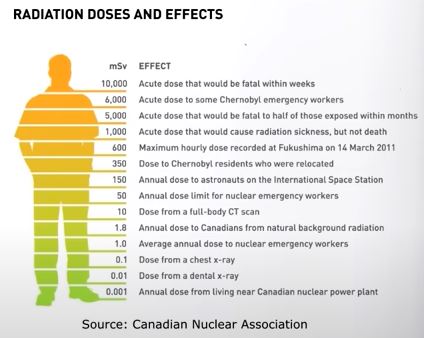 RADIATION DOSES AND EFFECTS
mSv EFFECT
10,000 Acute dose that would be fatal within weeks
6,000 Acute dose to some Chernobyl emergency workers
5,000 Acute dose that would be fatal to half of those exposed within months
1,000 Acute dose that would cause radiation sickness, but not death
600 Maximum hourly dose recorded at Fukushima on 14 March 2011
350 Dose to Chernobyl residents who were relocated
150 Annual dose to astronauts on the International Space Station
50 Annual dose limit for nuclear emergency workers
10 Dose from a full-body CT scan
1.8 Annual dose to Canadians from natural background radiation
1.0 Average annual dose to nuclear emergency workers
0.1 Dose from a chest x-ray
0.01 Dose from a dental x-ray
0.001 Annual dose from living near Canadian nuclear power plant
Source: Canadian Nuclear Association